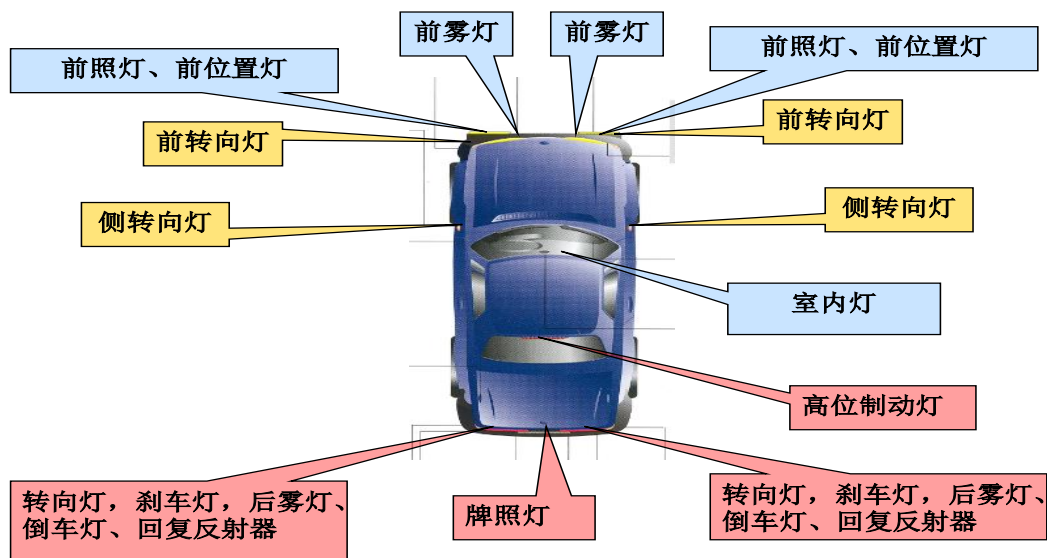 前雾灯
前雾灯
前照灯、前位置灯
前照灯、前位置灯
前转向灯
前转向灯
侧转向灯
侧转向灯
室内灯
高位制动灯
转向灯，刹车灯，后雾灯、
倒车灯、回复反射器
牌照灯
转向灯，刹车灯，后雾灯、
倒车灯、回复反射器